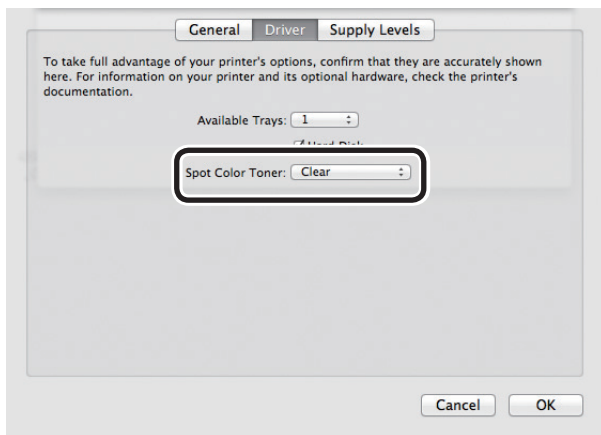 General Driver Supply Levels
To take full advantage of your printer's options, confirm that they are accurately shown
here. For information on your printer and its optional hardware, check the printer's
documentation.
Available Trays: 1
Hard Disk
Spot Color Toner: Clear
Cancel OK